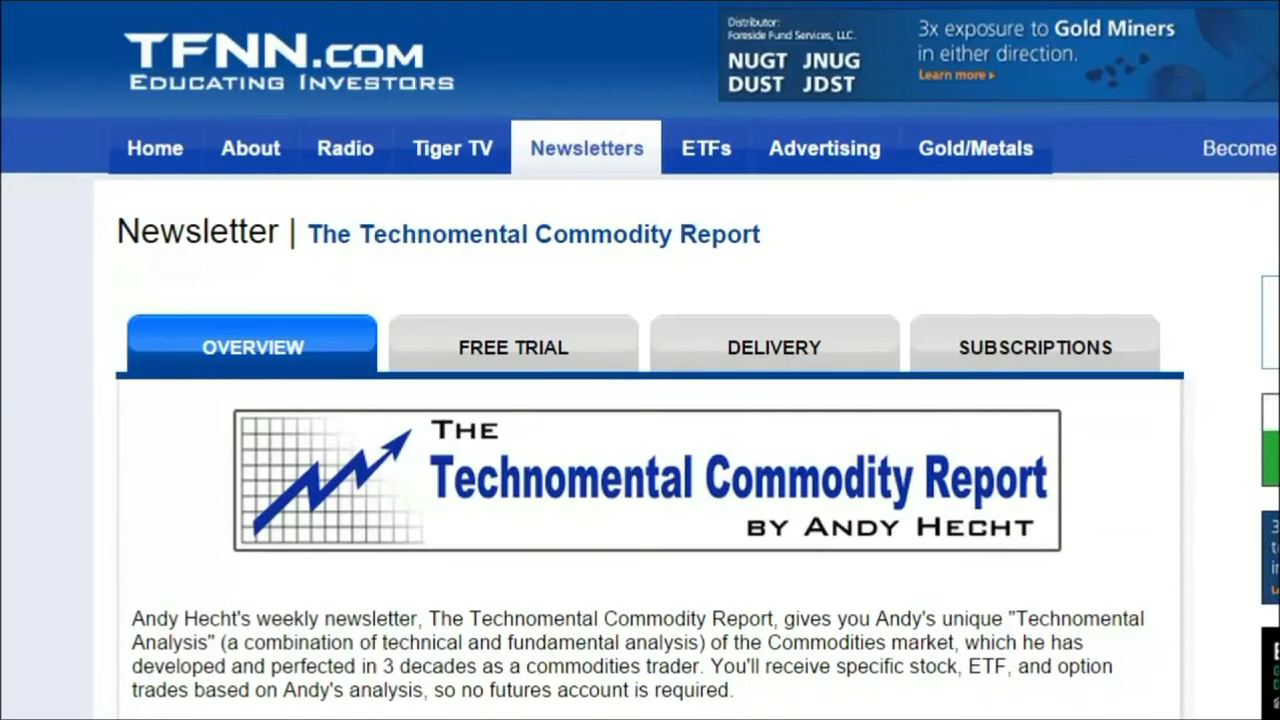 TFNN.COM
EDUCATING INVESTORS
Distributor:
Foreside Fund Services, LLC.
NUGT JNUG
DUST JDST
3x exposure to Gold Miners
in either direction.
Learn more
Home About Radio Tiger TV Newsletters ETFs Advertising Gold/Metals Become
Newsletter | The Technomental Commodity Report
OVERVIEW FREE TRIAL DELIVERY SUBSCRIPTIONS
THE
Technomental Commodity Report
BY ANDY HECHT
Andy Hecht's weekly newsletter, The Technomental Commodity Report, gives you Andy's unique "Technomental
Analysis" (a combination of technical and fundamental analysis) of the Commodities market, which he has
developed and perfected in 3 decades as a commodities trader. You'll receive specific stock, ETF, and option
trades based on Andy's analysis, so no futures account is required.